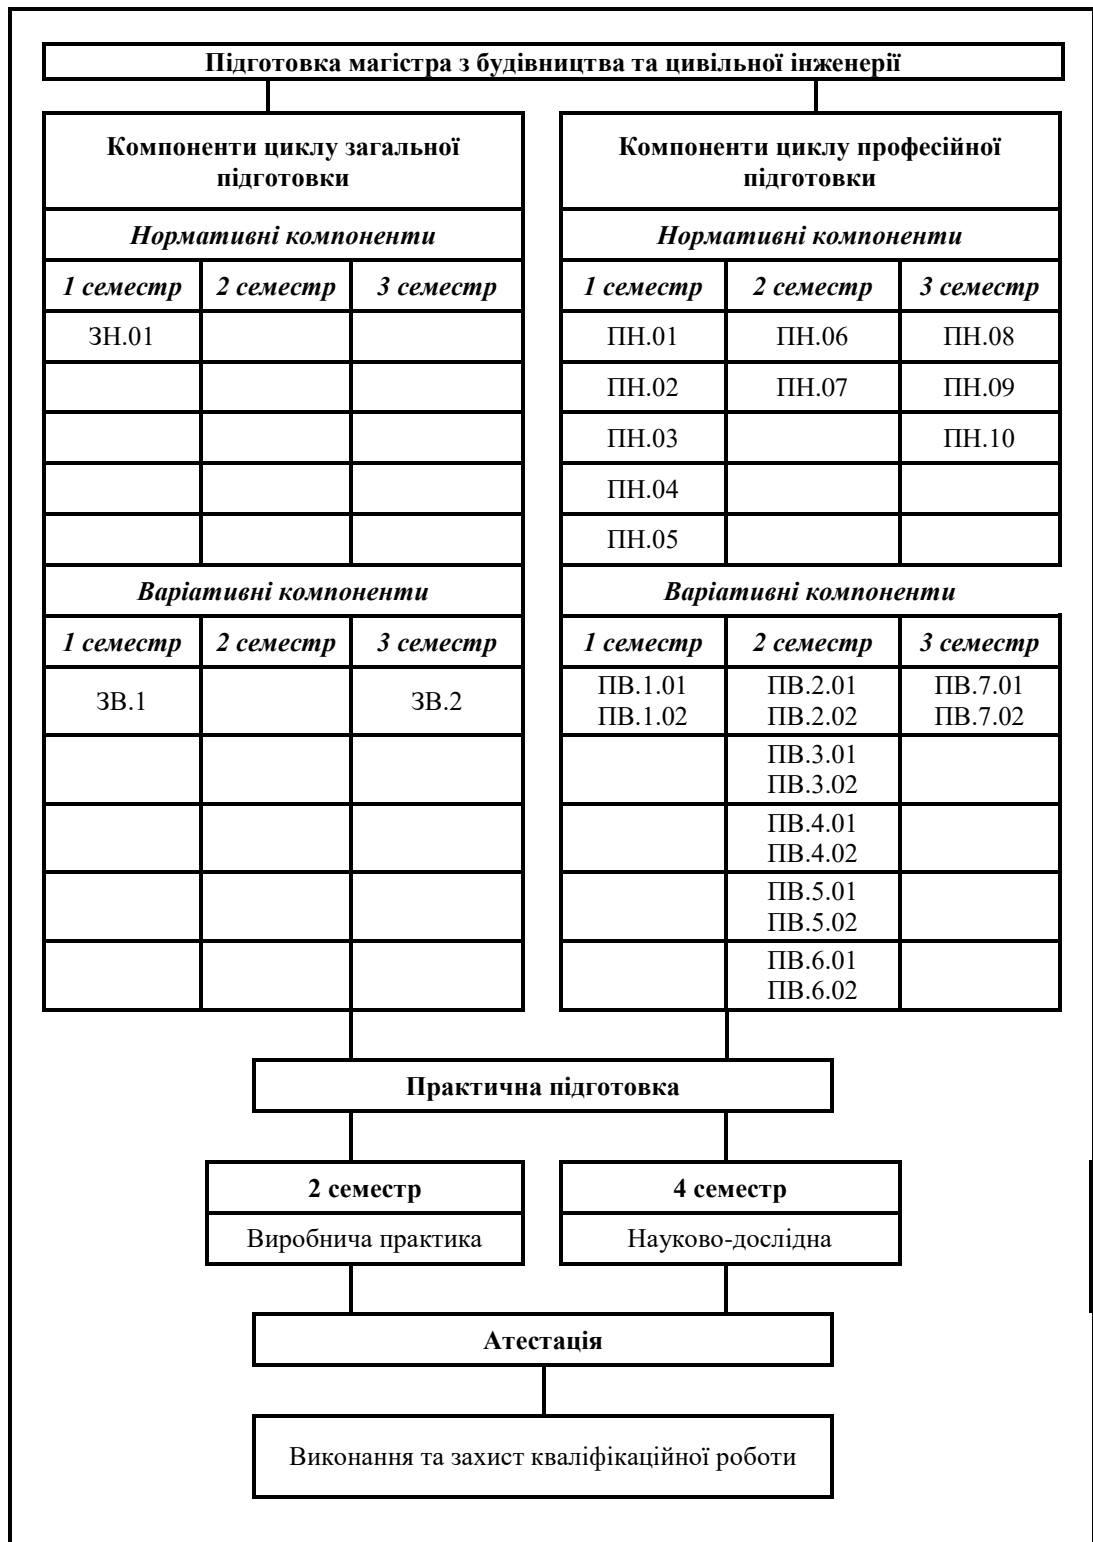 Підготовка магістра з будівництва та цивільної інженерії
Компоненти циклу загальної
підготовки
Нормативні компоненти
1 семестр 2 семестр 3 семестр
ЗН.01
Варіативні компоненти
1 семестр 2 семестр 3 семестр
ЗВ.1 ЗВ.2
Компоненти циклу професійної
підготовки
Нормативні компоненти
1 семестр 2 семестр 3 семестр
ПН.01 ПН.06 ПН.08
ПН.02 ПН.07 ПН.09
ПН.03 ПН.10
ПН.04
ПН.05
Варіативні компоненти
1 семестр 2 семестр 3 семестр
ПВ.1.01 ПВ.2.01 ПВ.7.01
ПВ.1.02 ПВ.2.02 ПВ.7.02
ПВ.3.01
ПВ.3.02
ПВ.4.01
ПВ.4.02
ПВ.5.01
ПВ.5.02
ПВ.6.01
ПВ.6.02
Практична підготовка
2 семестр
Виробнича практика
4 семестр
Науково-дослідна
Атестація
Виконання та захист кваліфікаційної роботи